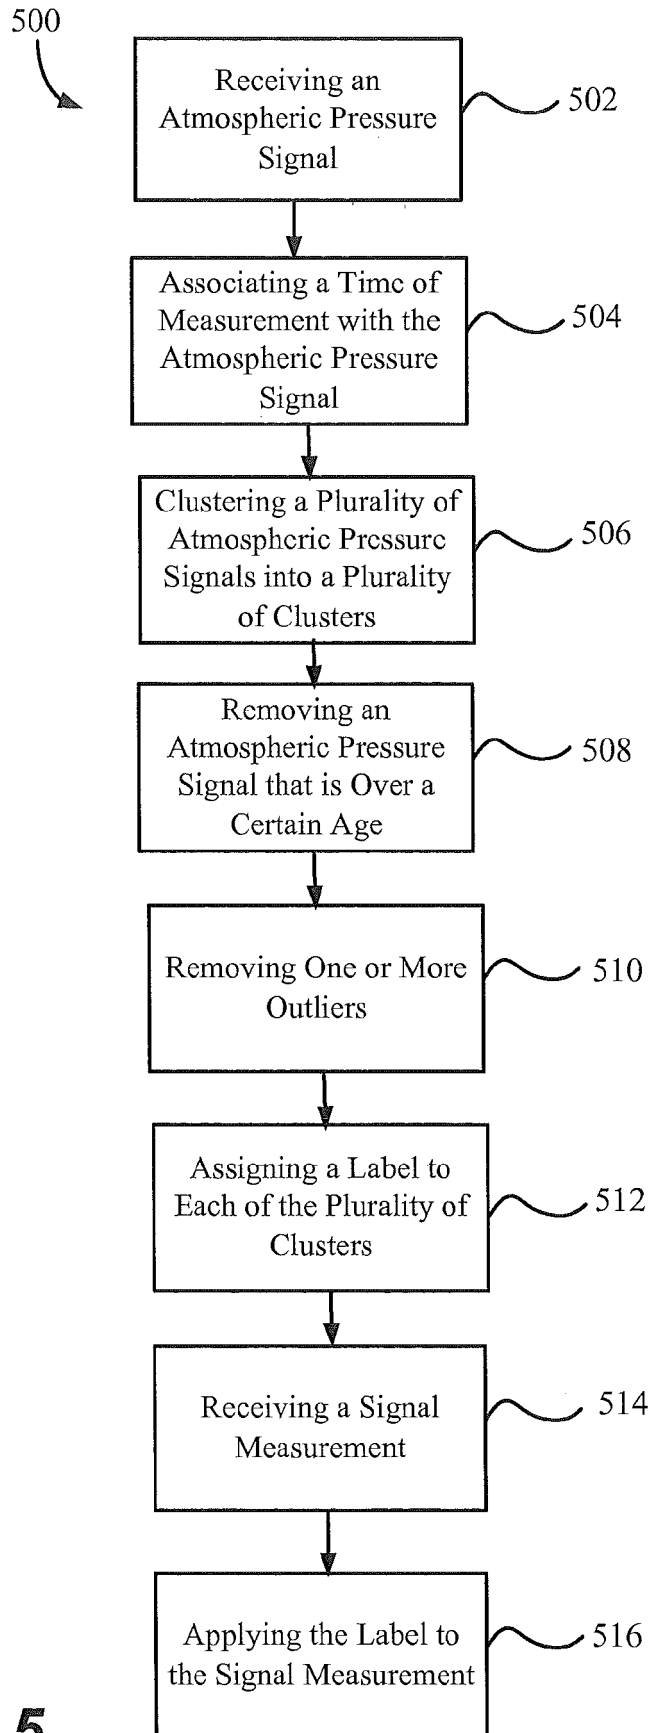 500
Receiving an
Atmospheric Pressure
Signal
502
Associating a Time of
Measurement with the
Atmospheric Pressure
Signal
504
Clustering a Plurality of
Atmospheric Pressure
Signals into a Plurality
of Clusters
506
Removing an
Atmospheric Pressure
Signal that is Over a
Certain Age
508
Removing One or More
Outliers
510
Assigning a Label to
Each of the Plurality of
Clusters
512
Receiving a Signal
Measurement
514
Applying the Label to
the Signal Measurement
516
5